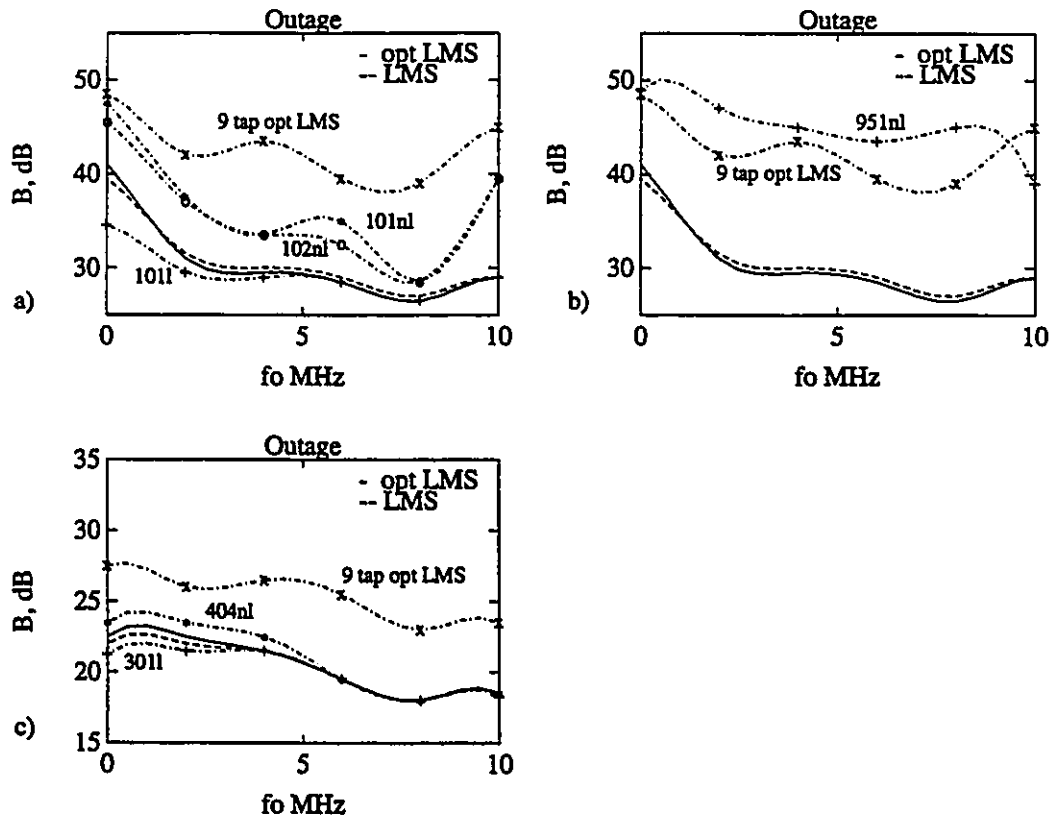 Outage
- opt LMS
-- LMS
50
40
30
B, dB
9 tap opt LMS
101nl
102nl
101l
a)
0
5
10
fo MHz
Outage
- opt LMS
-- LMS
50
40
30
B, dB
951nl
9 tap opt LMS
b)
0
5
10
fo MHz
Outage
- opt LMS
-- LMS
35
30
25
20
15
B, dB
9 tap opt LMS
404nl
301l
c)
0
5
10
fo MHz